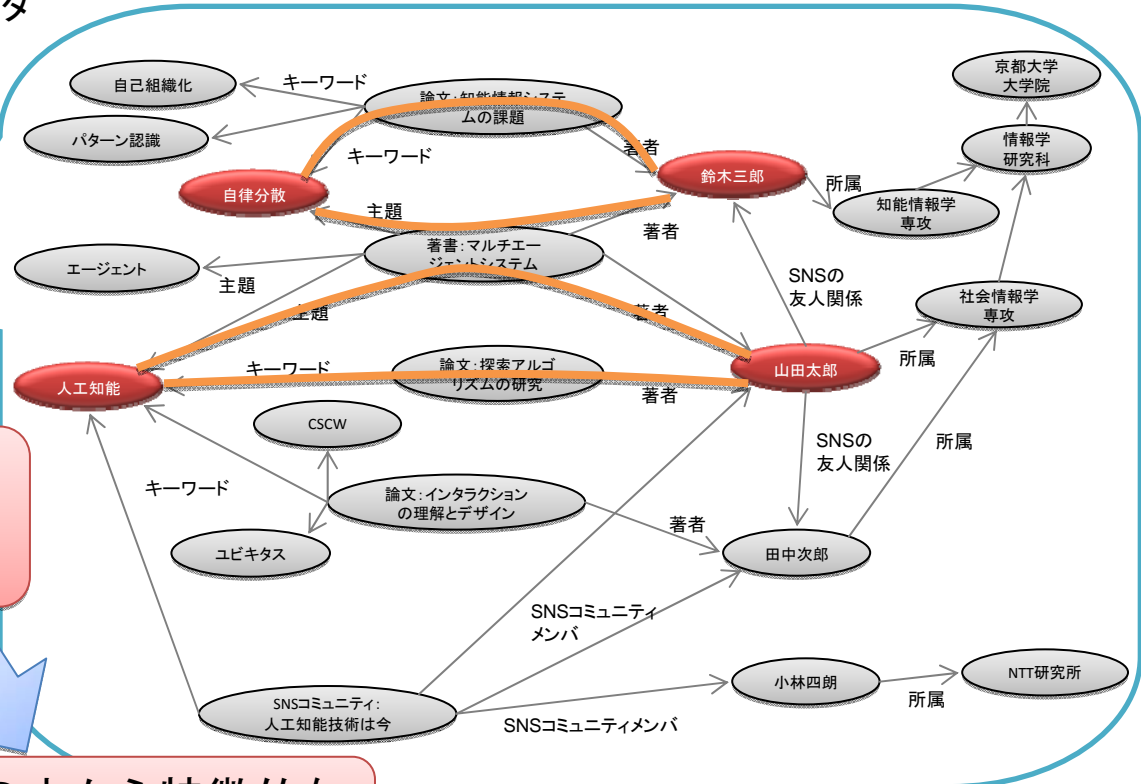 タ
京都大学
大学院
自己組織化
キーワード
論文:知能情報システ
ムの課題
パターン認識
キーワード
著者
情報学
研究科
鈴木三郎
所属
自律分散
知能情報学
専攻
主題
著者
著書:マルチエー
ジェントシステム
エージェント
主題
SNSの
友人関係
社会情報学
専攻
主題
著者
所属
キーワード
論文:探索アルゴ
リズムの研究
山田太郎
人工知能
著者
CSCW
SNSの
友人関係
所属
キーワード
論文:インタラクション
の理解とデザイン
著者
ユビキタス
田中次郎
SNSコミュニティ
メンバ
小林四朗
NTT研究所
所属
SNSコミュニティ:
人工知能技術は今
SNSコミュニティメンバ